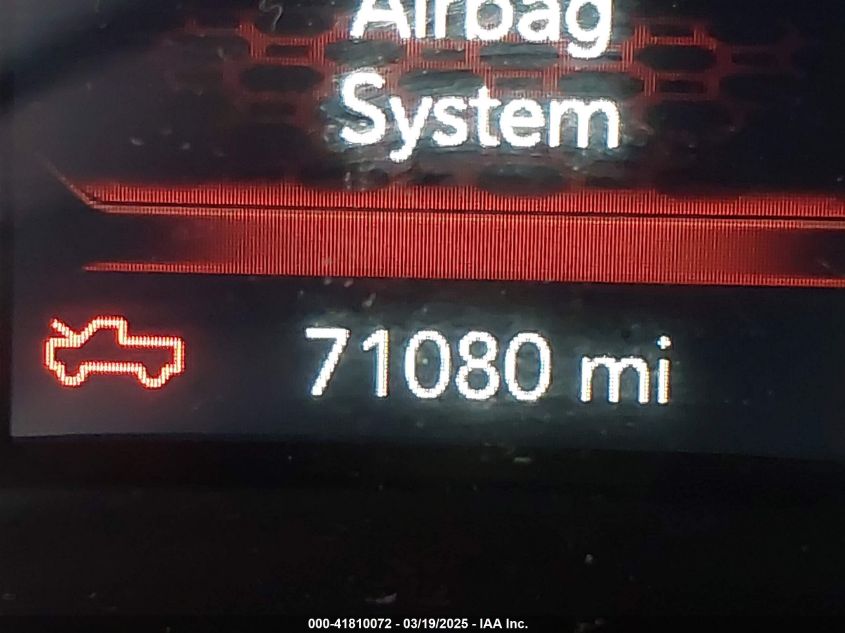 Airbag
System
71080 mi
000-41810072 - 03/19/2025 - IAA Inc.